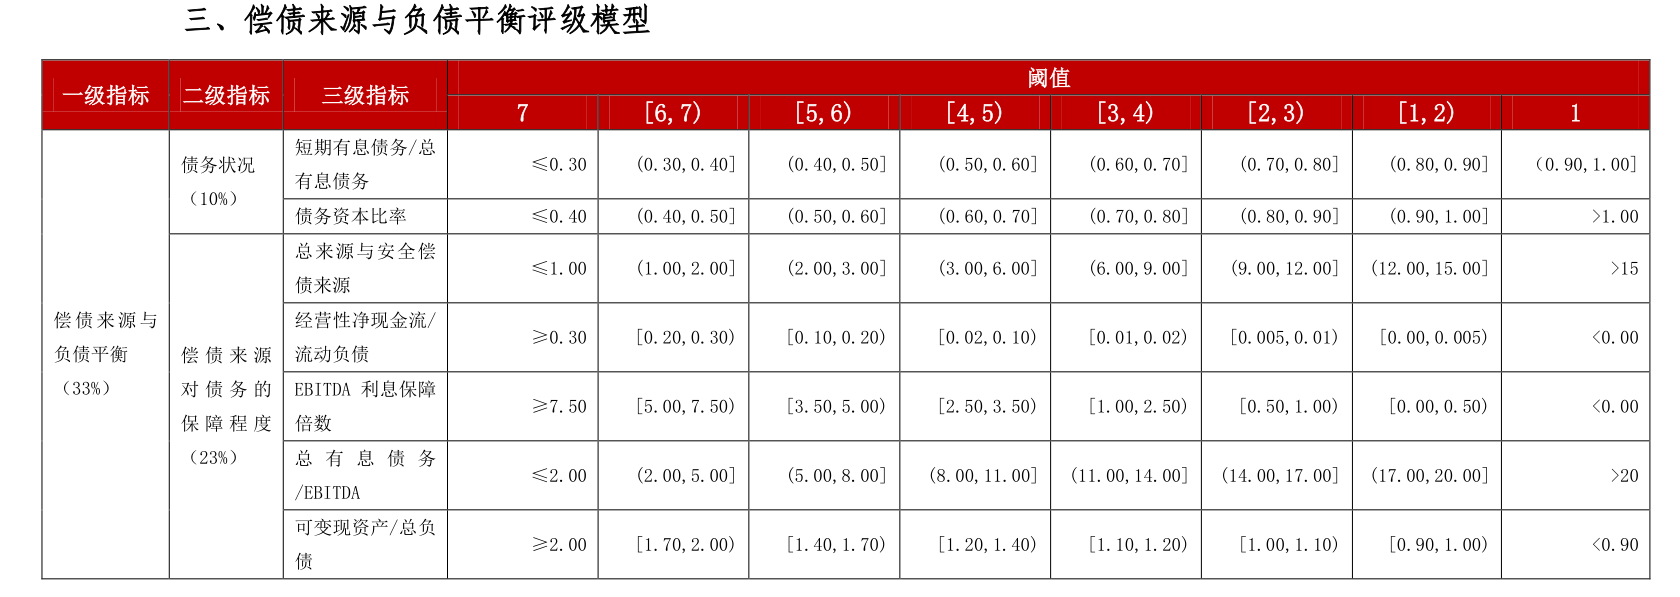 三、偿债来源与负债平衡评级模型
一级指标 二级指标 三级指标 阈值
7 [6,7) [5,6) [4,5) [3,4) [2,3) [1,2) 1
偿债来源与
负债平衡
（33%）
债务状况
（10%）
短期有息债务/总
有息债务
≤0.30 (0.30,0.40] (0.40,0.50] (0.50,0.60] (0.60,0.70] (0.70,0.80] (0.80,0.90] （0.90,1.00]
债务资本比率 ≤0.40 (0.40,0.50] (0.50,0.60] (0.60,0.70] (0.70,0.80] (0.80,0.90] (0.90,1.00] >1.00
偿债来源
对债务的
保障程度
（23%）
总来源与安全偿
债来源
≤1.00 (1.00,2.00] (2.00,3.00] (3.00,6.00] (6.00,9.00] (9.00,12.00] (12.00,15.00] >15
经营性净现金流/
流动负债
≥0.30 [0.20,0.30) [0.10,0.20) [0.02,0.10) [0.01,0.02) [0.005,0.01) [0.00,0.005) <0.00
EBITDA 利息保障
倍数
≥7.50 [5.00,7.50) [3.50,5.00) [2.50,3.50) [1.00,2.50) [0.50,1.00) [0.00,0.50) <0.00
总有息债务
/EBITDA
≤2.00 (2.00,5.00] (5.00,8.00] (8.00,11.00] (11.00,14.00] (14.00,17.00] (17.00,20.00] >20
可变现资产/总负
债
≥2.00 [1.70,2.00) [1.40,1.70) [1.20,1.40) [1.10,1.20) [1.00,1.10) [0.90,1.00) <0.90